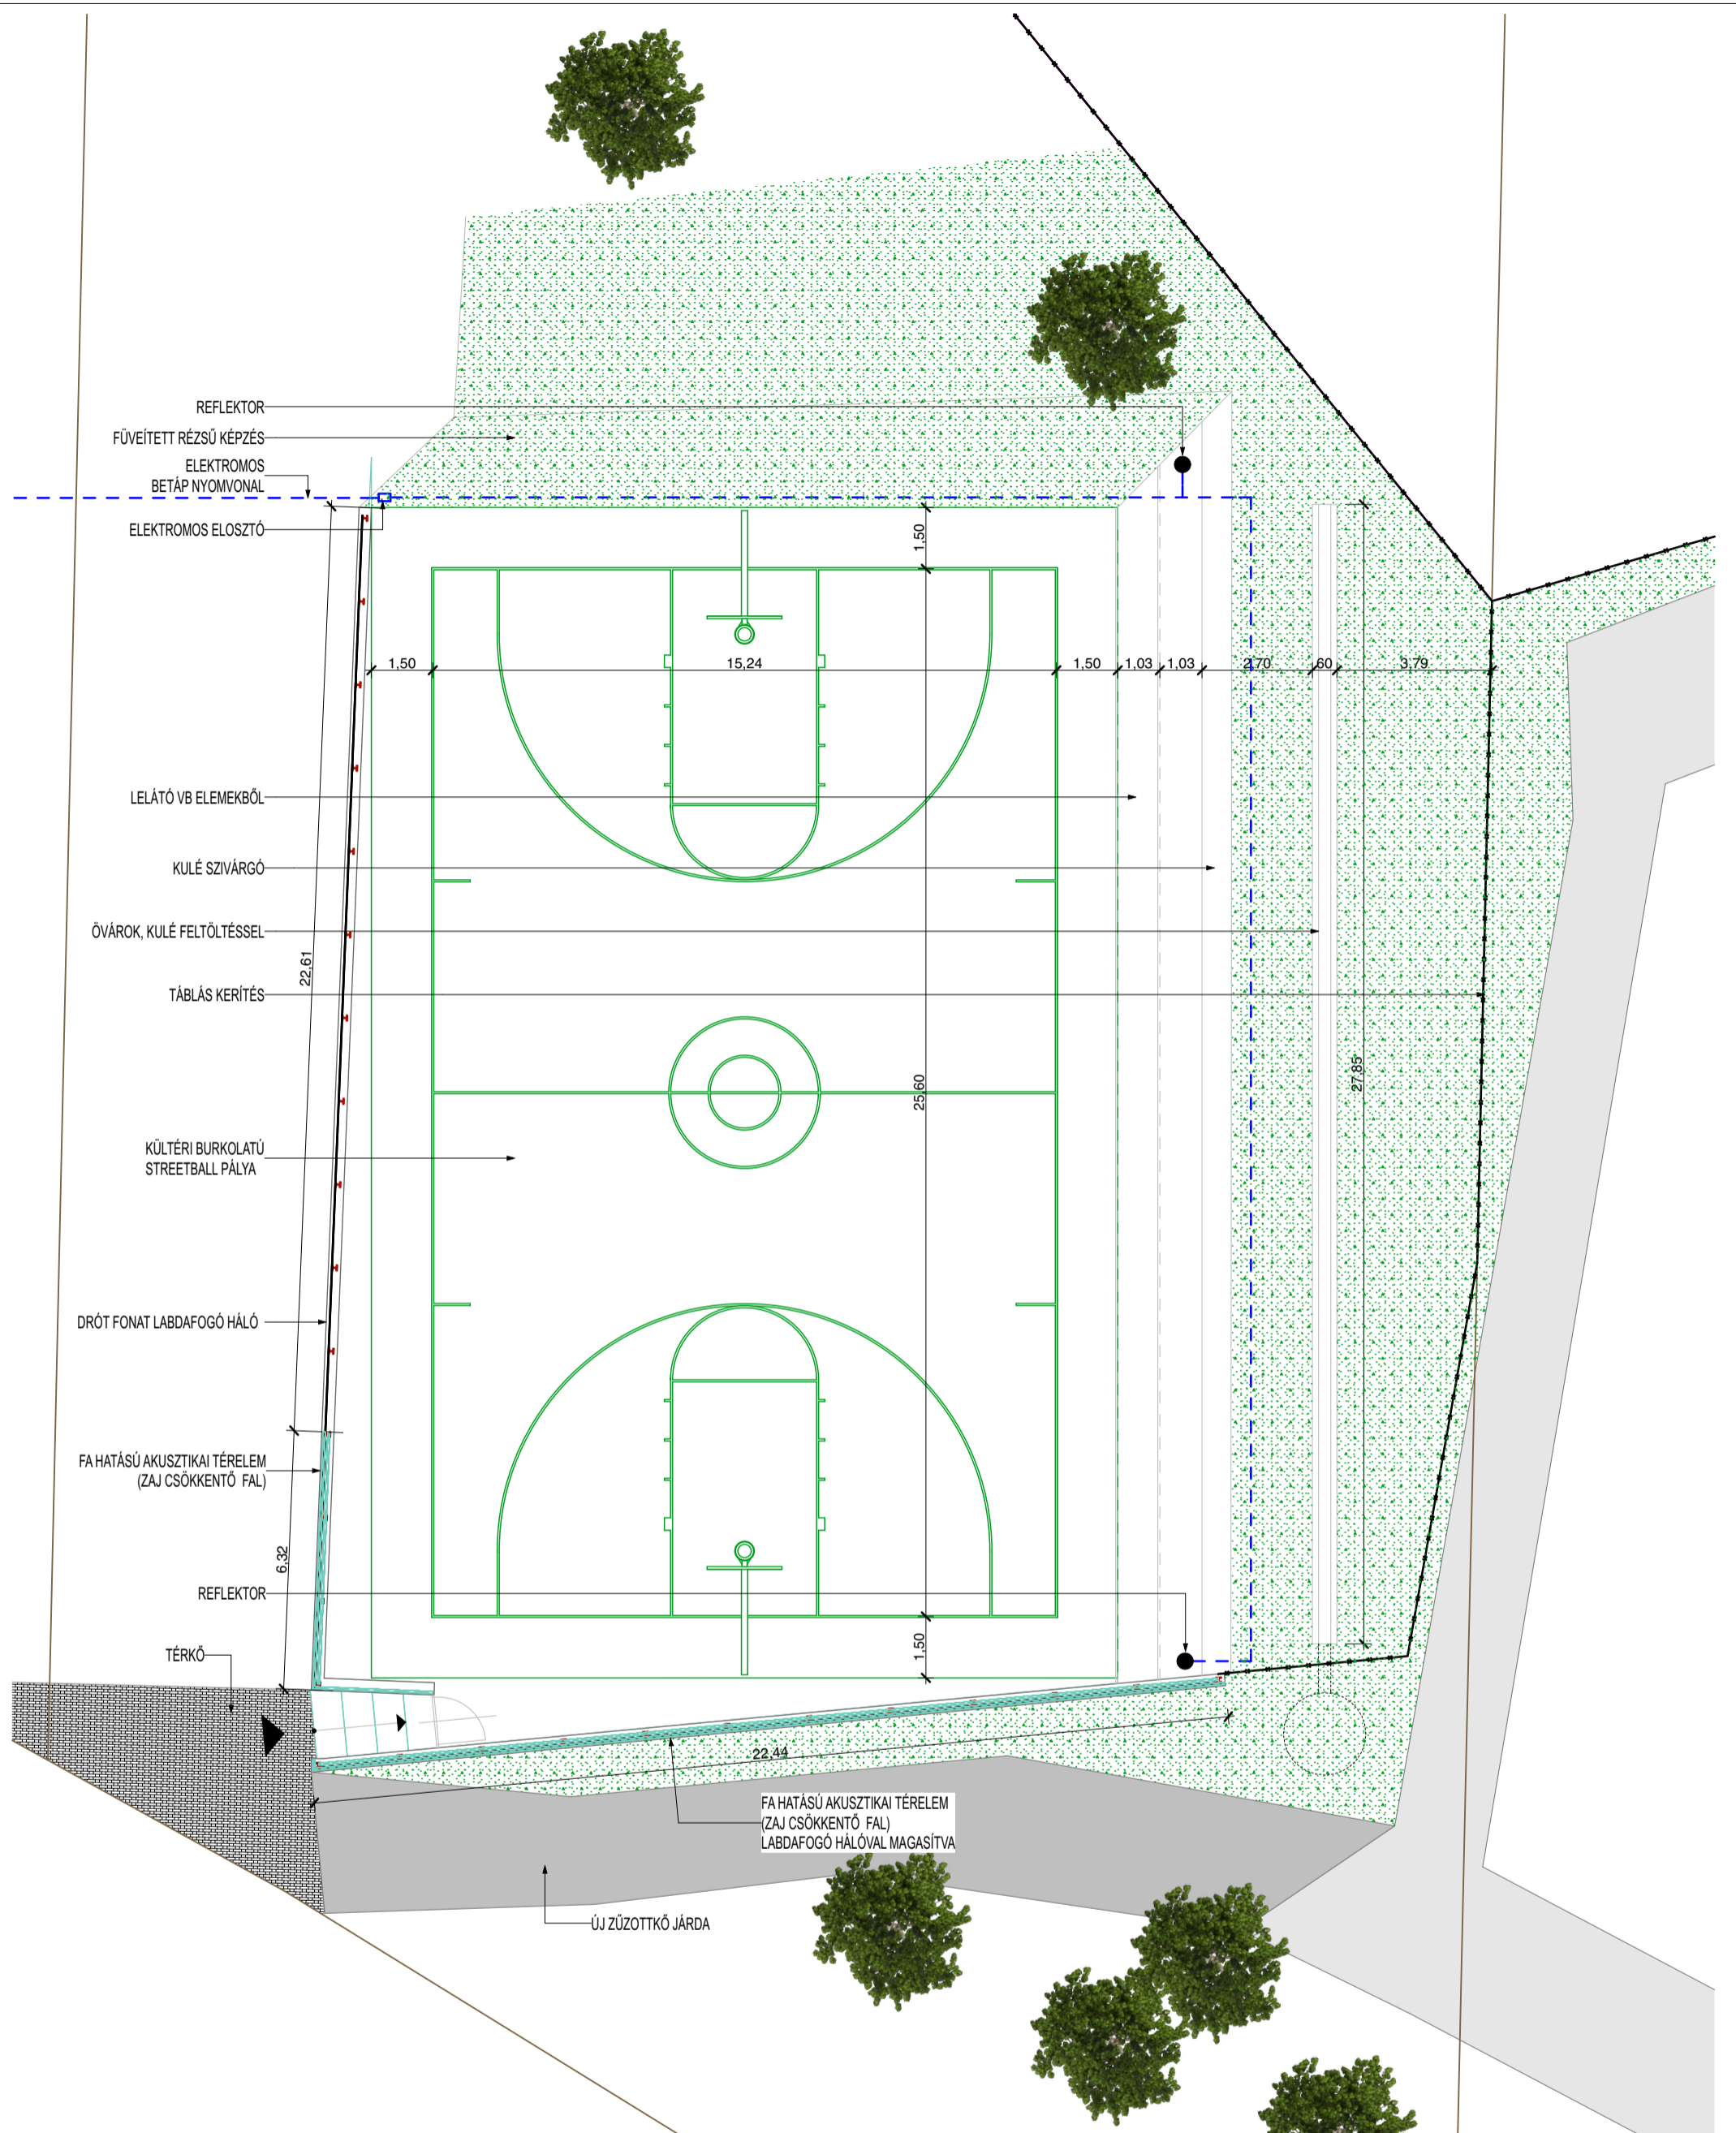 REFLEKTOR
FÜVEÍTETT RÉZSŰ KÉPZÉS
ELEKTROMOS
BETÁP NYOMVONAL
ELEKTROMOS ELOSZTÓ
1,50
1,50
15,24
1,50
1,03
1,03
2,70
60
3,79
LELÁTÓ VB ELEMEKBŐL
KULÉ SZIVÁRGÓ
ÖVÁROK, KULÉ FELTÖLTÉSSEL
22,61
TÁBLÁS KERÍTÉS
27,85
25,60
KÜLTÉRI BURKOLATÚ
STREETBALL PÁLYA
DRÓT FONAT LABDAFOGÓ HÁLÓ
FA HATÁSÚ AKUSZTIKAI TÉRELEM
(ZAJ CSÖKKENTŐ FAL)
6,32
REFLEKTOR
1,50
TÉRKŐ
22,44
FA HATÁSÚ AKUSZTIKAI TÉRELEM
(ZAJ CSÖKKENTŐ FAL)
LABDAFOGÓ HÁLÓVAL MAGASÍTVA
ÚJ ZÚZOTTKŐ JÁRDA